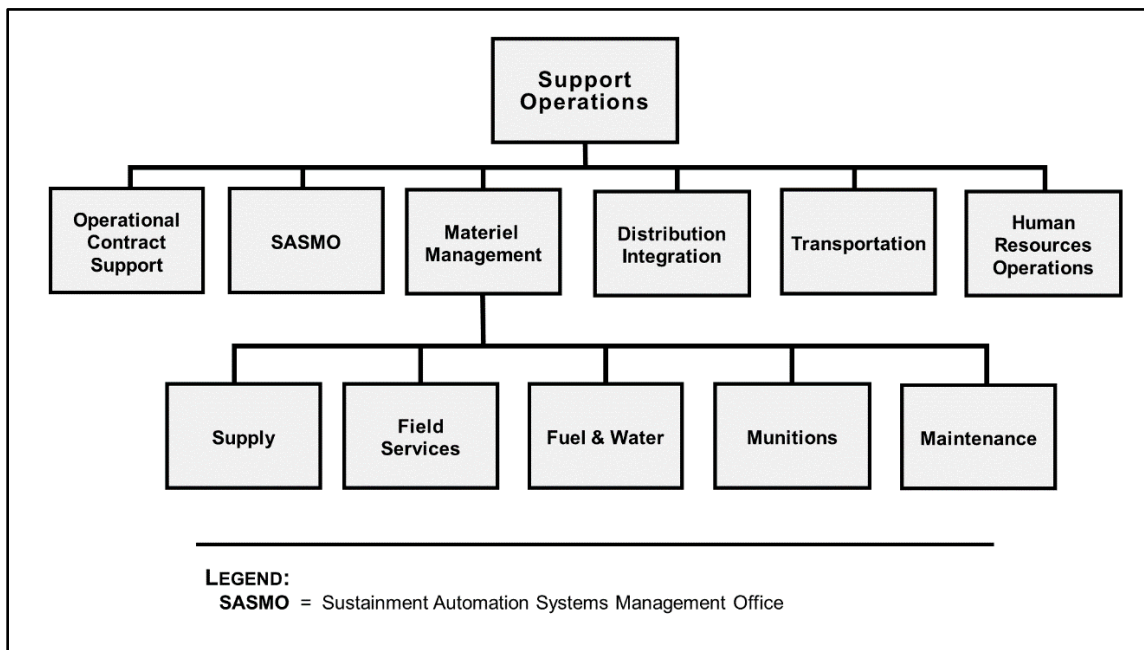 Support
Operations
Operational
Contract
Support
SASMO
Materiel
Management
Distribution
Integration
Transportation
Human
Resources
Operations
Supply
Field
Services
Fuel & Water
Munitions
Maintenance
LEGEND:
SASMO = Sustainment Automation Systems Management Office